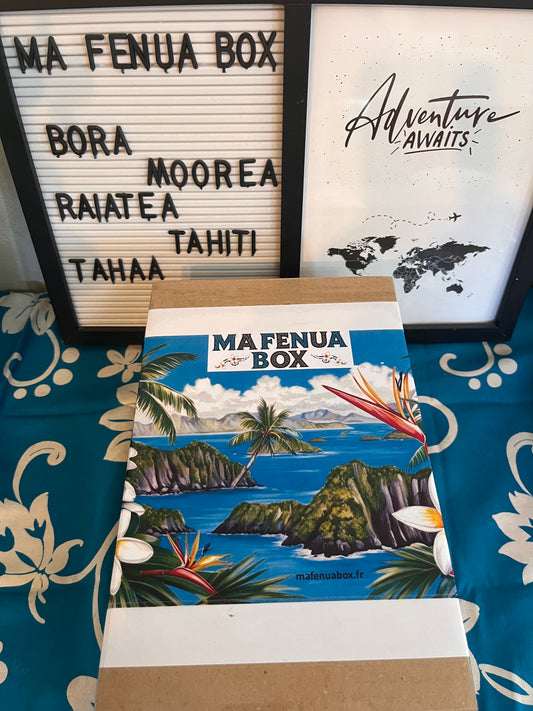 MA FENUA BOX
BORA
MOOREA
RAIATEA
TAHITI
TAHAA
Adventure
AWAITS
MA FENUA
BOX
mafenuabox.fr